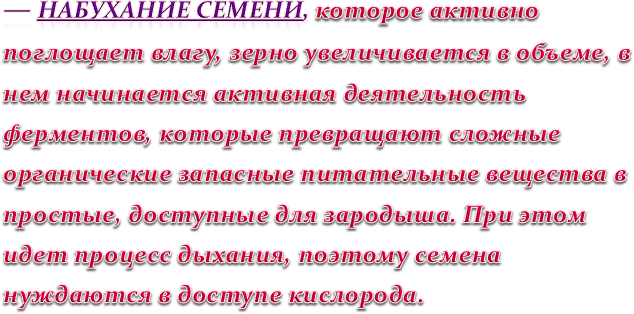 — НАБУХАНИЕ СЕМЕНИ, которое активно
поглощает влагу, зерно увеличивается в объеме, в
нем начинается активная деятельность
ферментов, которые превращают сложные
органические запасные питательные вещества в
простые, доступные для зародыша. При этом
идет процесс дыхания, поэтому семена
нуждаются в доступе кислорода.